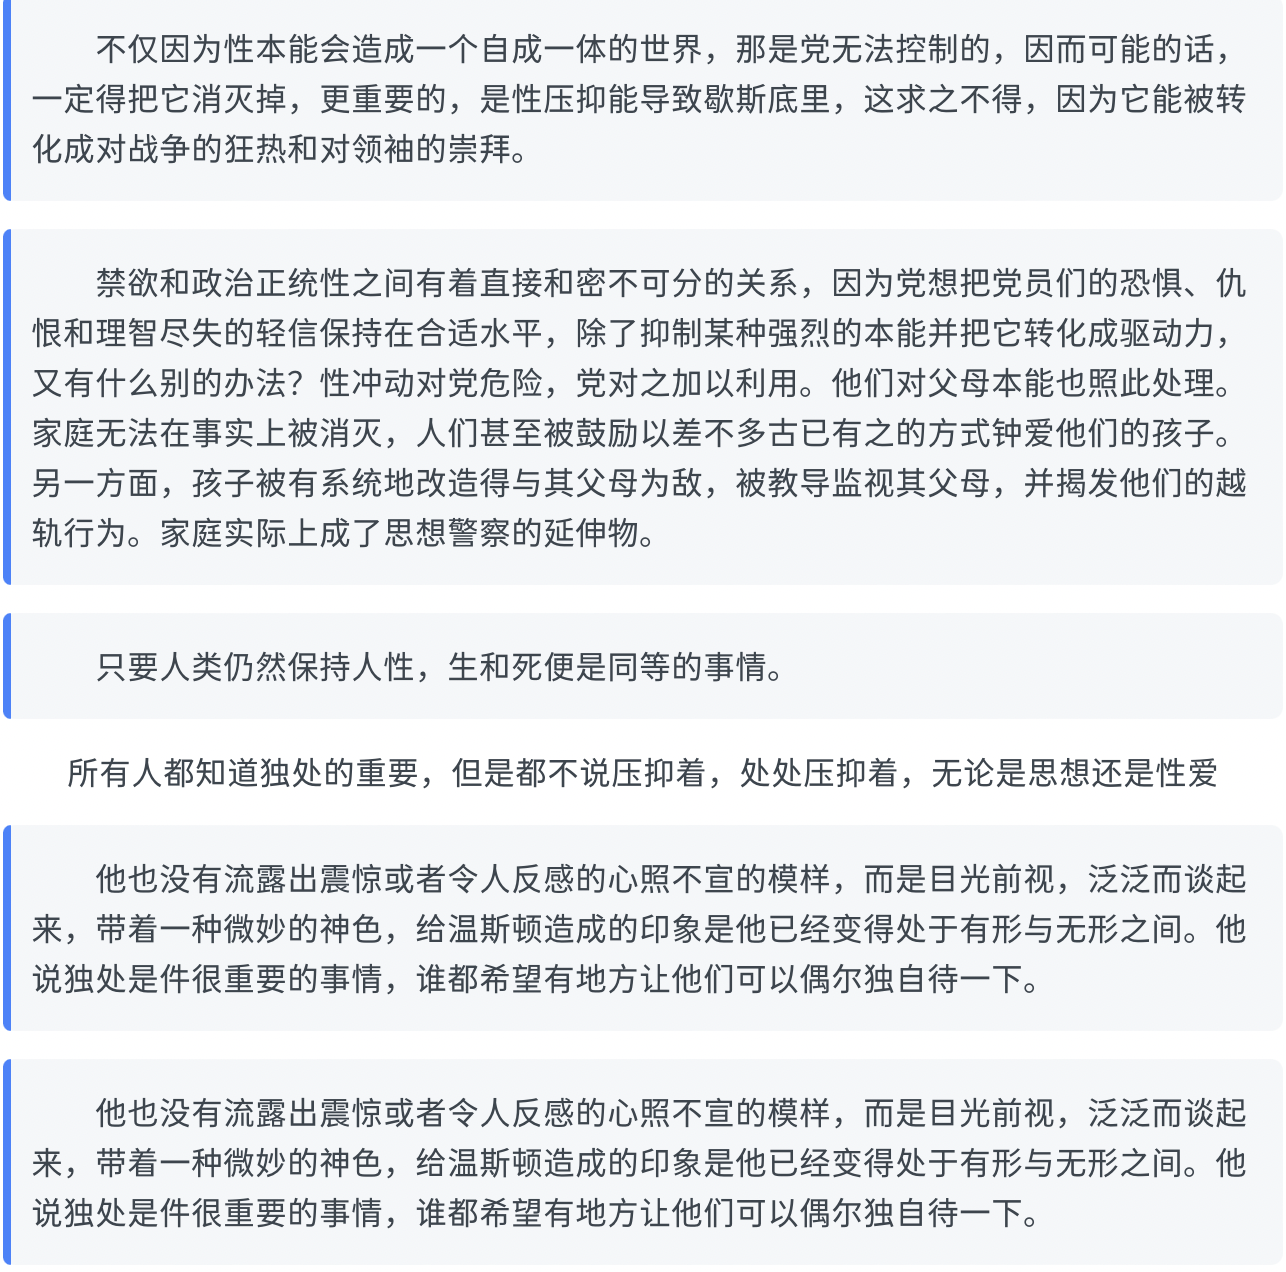 不仅因为性本能会造成一个自成一体的世界，那是党无法控制的，因而可能的话，
一定得把它消灭掉，更重要的，是性压抑能导致歇斯底里，这求之不得，因为它能被转
化成对战争的狂热和对领袖的崇拜。
禁欲和政治正统性之间有着直接和密不可分的关系，因为党想把党员们的恐惧、仇
恨和理智尽失的轻信保持在合适水平，除了抑制某种强烈的本能并把它转化成驱动力，
又有什么别的办法？性冲动对党危险，党对之加以利用。他们对父母本能也照此处理。
家庭无法在事实上被消灭，人们甚至被鼓励以差不多古已有之的方式钟爱他们的孩子。
另一方面，孩子被有系统地改造得与其父母为敌，被教导监视其父母，并揭发他们的越
轨行为。家庭实际上成了思想警察的延伸物。
只要人类仍然保持人性，生和死便是同等的事情。
所有人都知道独处的重要，但是都不说压抑着，处处压抑着，无论是思想还是性爱
他也没有流露出震惊或者令人反感的心照不宣的模样，而是目光前视，泛泛而谈起
来，带着一种微妙的神色，给温斯顿造成的印象是他已经变得处于有形与无形之间。他
说独处是件很重要的事情，谁都希望有地方让他们可以偶尔独自待一下。
他也没有流露出震惊或者令人反感的心照不宣的模样，而是目光前视，泛泛而谈起
来，带着一种微妙的神色，给温斯顿造成的印象是他已经变得处于有形与无形之间。他
说独处是件很重要的事情，谁都希望有地方让他们可以偶尔独自待一下。